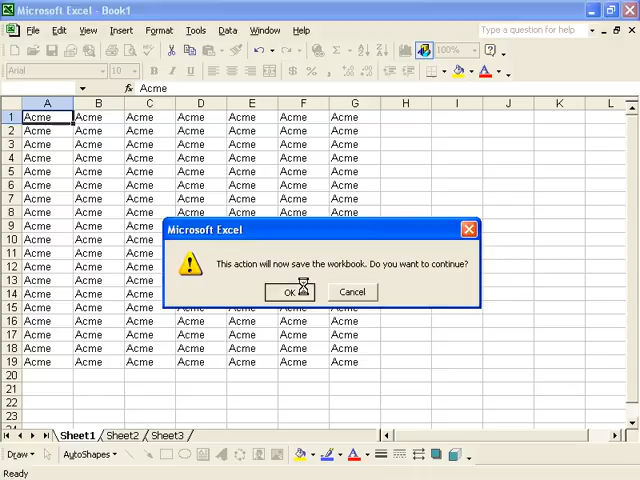 Microsoft Excel - Book1
File Edit View Insert Format Tools Data Window Help Type a question for help
100%
Arial 10 B I U
Acme
A B C D E F G H I J K L
1 Acme Acme Acme Acme Acme Acme Acme
2 Acme Acme Acme Acme Acme Acme Acme
3 Acme Acme Acme Acme Acme Acme Acme
4 Acme Acme Acme Acme Acme Acme Acme
5 Acme Acme Acme Acme Acme Acme Acme
6 Acme Acme Acme Acme Acme Acme Acme
7 Acme Acme Acme Acme Acme Acme Acme
8 Acme Acme Acme Acme Acme Acme Acme
9 Acme Acme
Microsoft Excel
10 Acme Acme
11 Acme Acme
12 Acme Acme
This action will now save the workbook. Do you want to continue?
13 Acme Acme
14 Acme Acme
OK Cancel
15 Acme Acme Acme Acme Acme Acme Acme
16 Acme Acme Acme Acme Acme Acme Acme
17 Acme Acme Acme Acme Acme Acme Acme
18 Acme Acme Acme Acme Acme Acme Acme
19 Acme Acme Acme Acme Acme Acme Acme
20
21
22
23
Sheet1 Sheet2 Sheet3
Draw AutoShapes
Ready